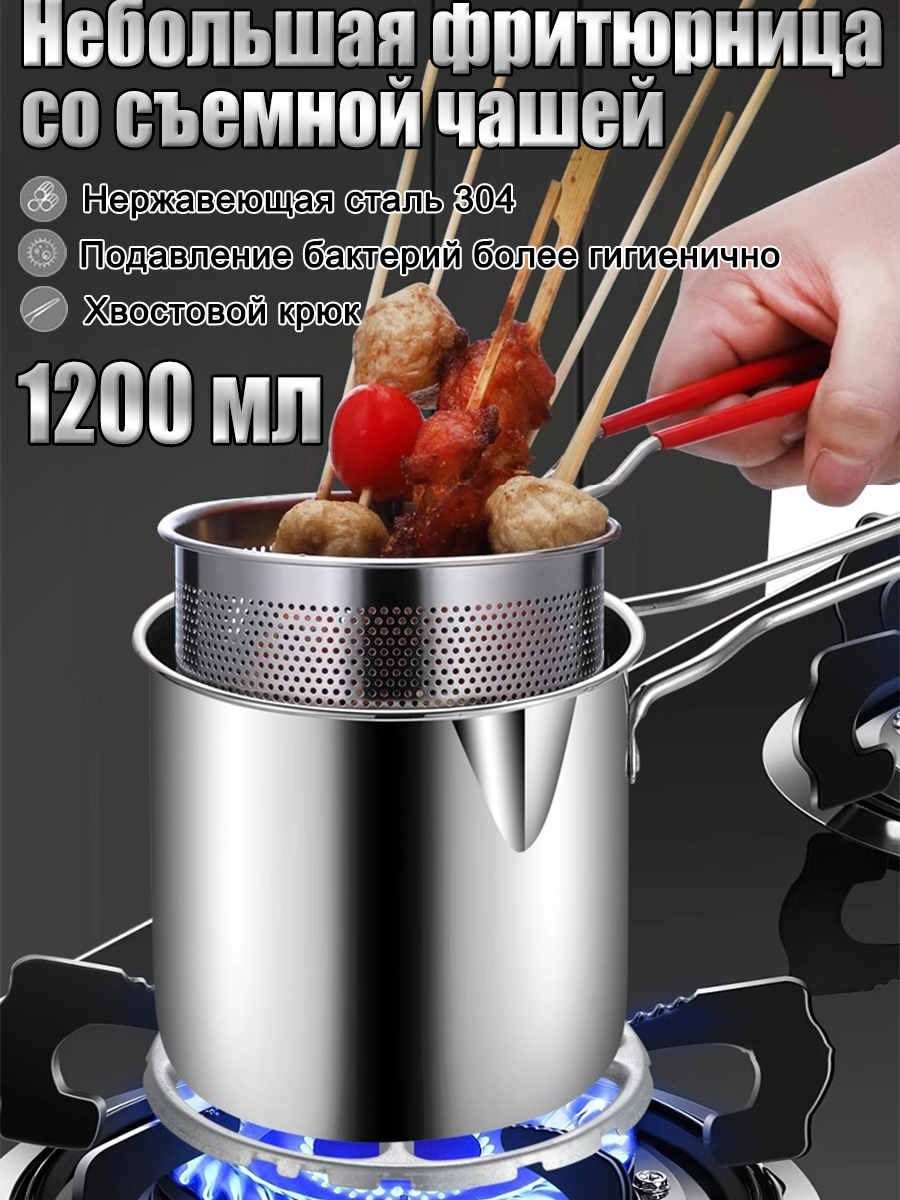 Небольшая фритюрница
со съемной чашей
Нержавеющая сталь 304
Подавление бактерий более гигиенично
Хвостовой крюк
1200 мл